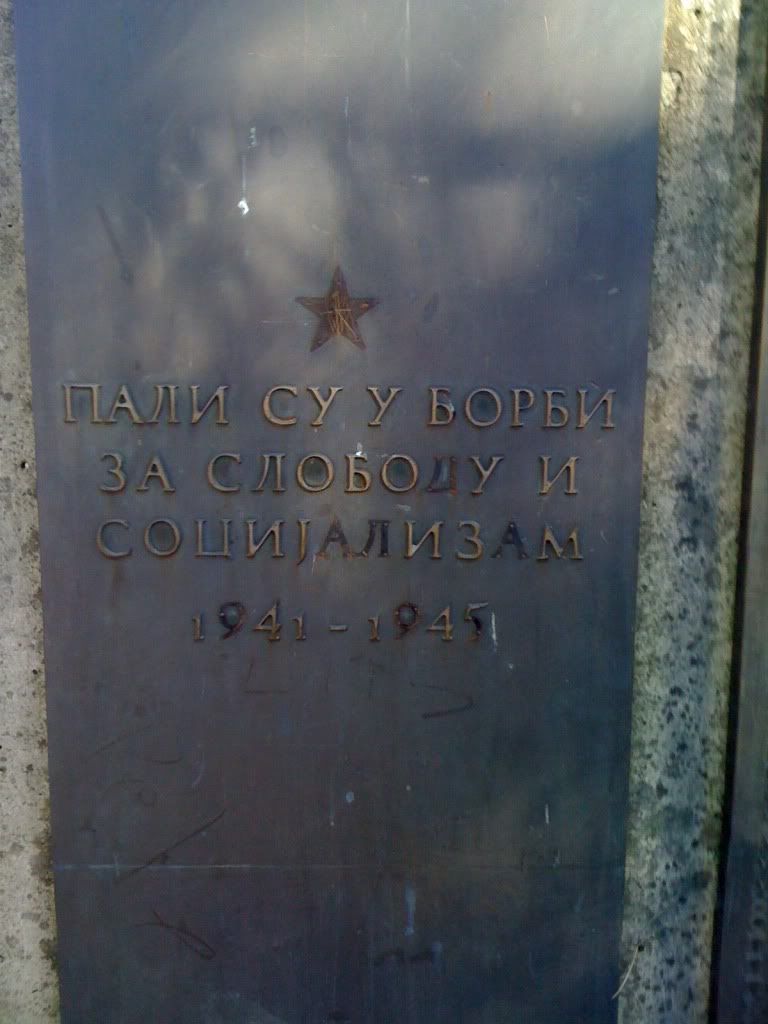 ПАЛИ СУ У БОРБИ
ЗА СЛОБОДУ И
СОЦИЈАЛИЗАМ
1941 - 1945